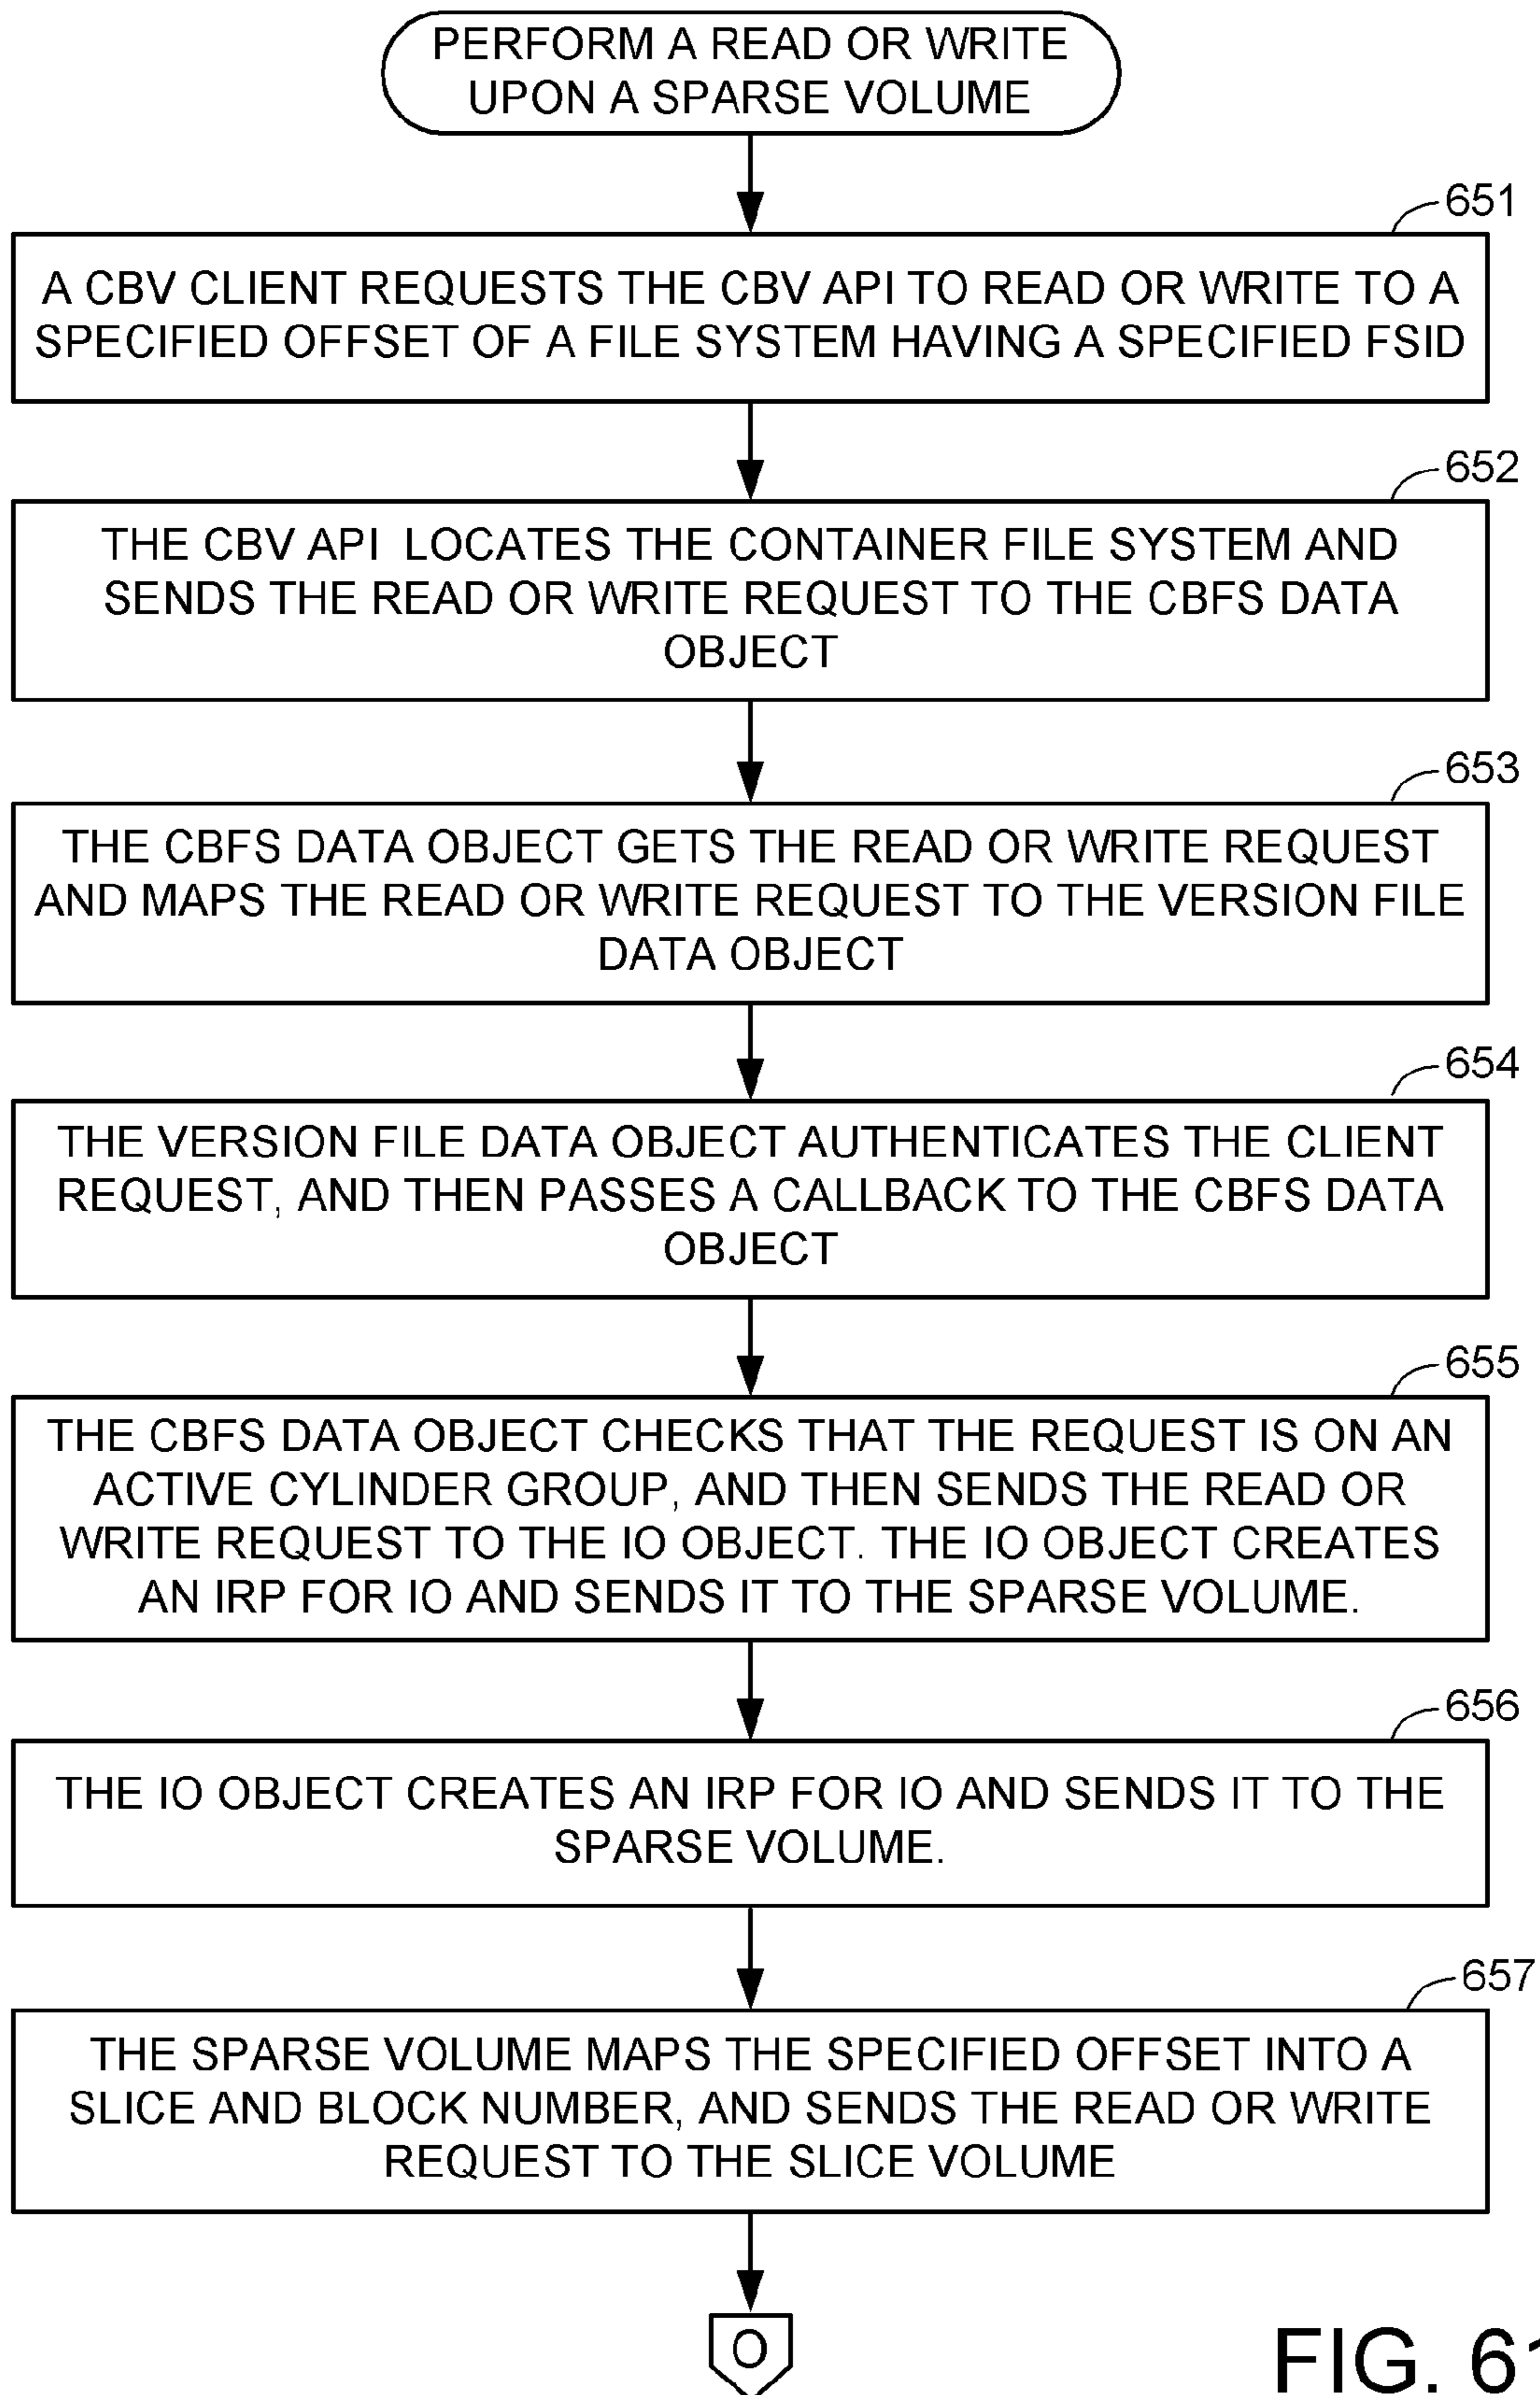 PERFORM A READ OR WRITE
UPON A SPARSE VOLUME
651
A CBV CLIENT REQUESTS THE CBV API TO READ OR WRITE TO A
SPECIFIED OFFSET OF A FILE SYSTEM HAVING A SPECIFIED FSID
652
THE CBV API LOCATES THE CONTAINER FILE SYSTEM AND
SENDS THE READ OR WRITE REQUEST TO THE CBFS DATA
OBJECT
653
THE CBFS DATA OBJECT GETS THE READ OR WRITE REQUEST
AND MAPS THE READ OR WRITE REQUEST TO THE VERSION FILE
DATA OBJECT
654
THE VERSION FILE DATA OBJECT AUTHENTICATES THE CLIENT
REQUEST, AND THEN PASSES A CALLBACK TO THE CBFS DATA
OBJECT
655
THE CBFS DATA OBJECT CHECKS THAT THE REQUEST IS ON AN
ACTIVE CYLINDER GROUP, AND THEN SENDS THE READ OR
WRITE REQUEST TO THE IO OBJECT. THE IO OBJECT CREATES
AN IRP FOR IO AND SENDS IT TO THE SPARSE VOLUME.
656
THE IO OBJECT CREATES AN IRP FOR IO AND SENDS IT TO THE
SPARSE VOLUME.
657
THE SPARSE VOLUME MAPS THE SPECIFIED OFFSET INTO A
SLICE AND BLOCK NUMBER, AND SENDS THE READ OR WRITE
REQUEST TO THE SLICE VOLUME
O
FIG. 61